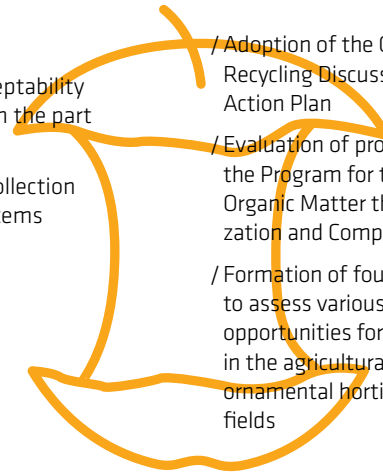 eptability
n the part
ollection
tems
/ Adoption of the
Recycling Discuss
Action Plan
/ Evaluation of pro
the Program for t
Organic Matter th
zation and Comp
/ Formation of fou
to assess various
opportunities for
in the agricultura
ornamental horti
fields